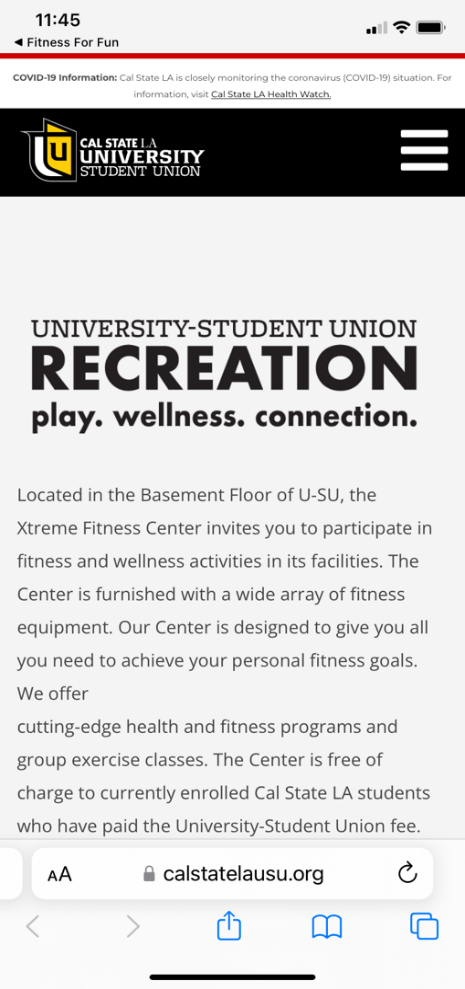 11:45
◀ Fitness For Fun
COVID-19 Information: Cal State LA is closely monitoring the coronavirus (COVID-19) situation. For
information, visit Cal State LA Health Watch.
CAL STATE LA
UNIVERSITY
STUDENT UNION
UNIVERSITY-STUDENT UNION
RECREATION
play. wellness. connection.
Located in the Basement Floor of U-SU, the
Xtreme Fitness Center invites you to participate in
fitness and wellness activities in its facilities. The
Center is furnished with a wide array of fitness
equipment. Our Center is designed to give you all
you need to achieve your personal fitness goals.
We offer
cutting-edge health and fitness programs and
group exercise classes. The Center is free of
charge to currently enrolled Cal State LA students
who have paid the University-Student Union fee.
AA calstatelausu.org